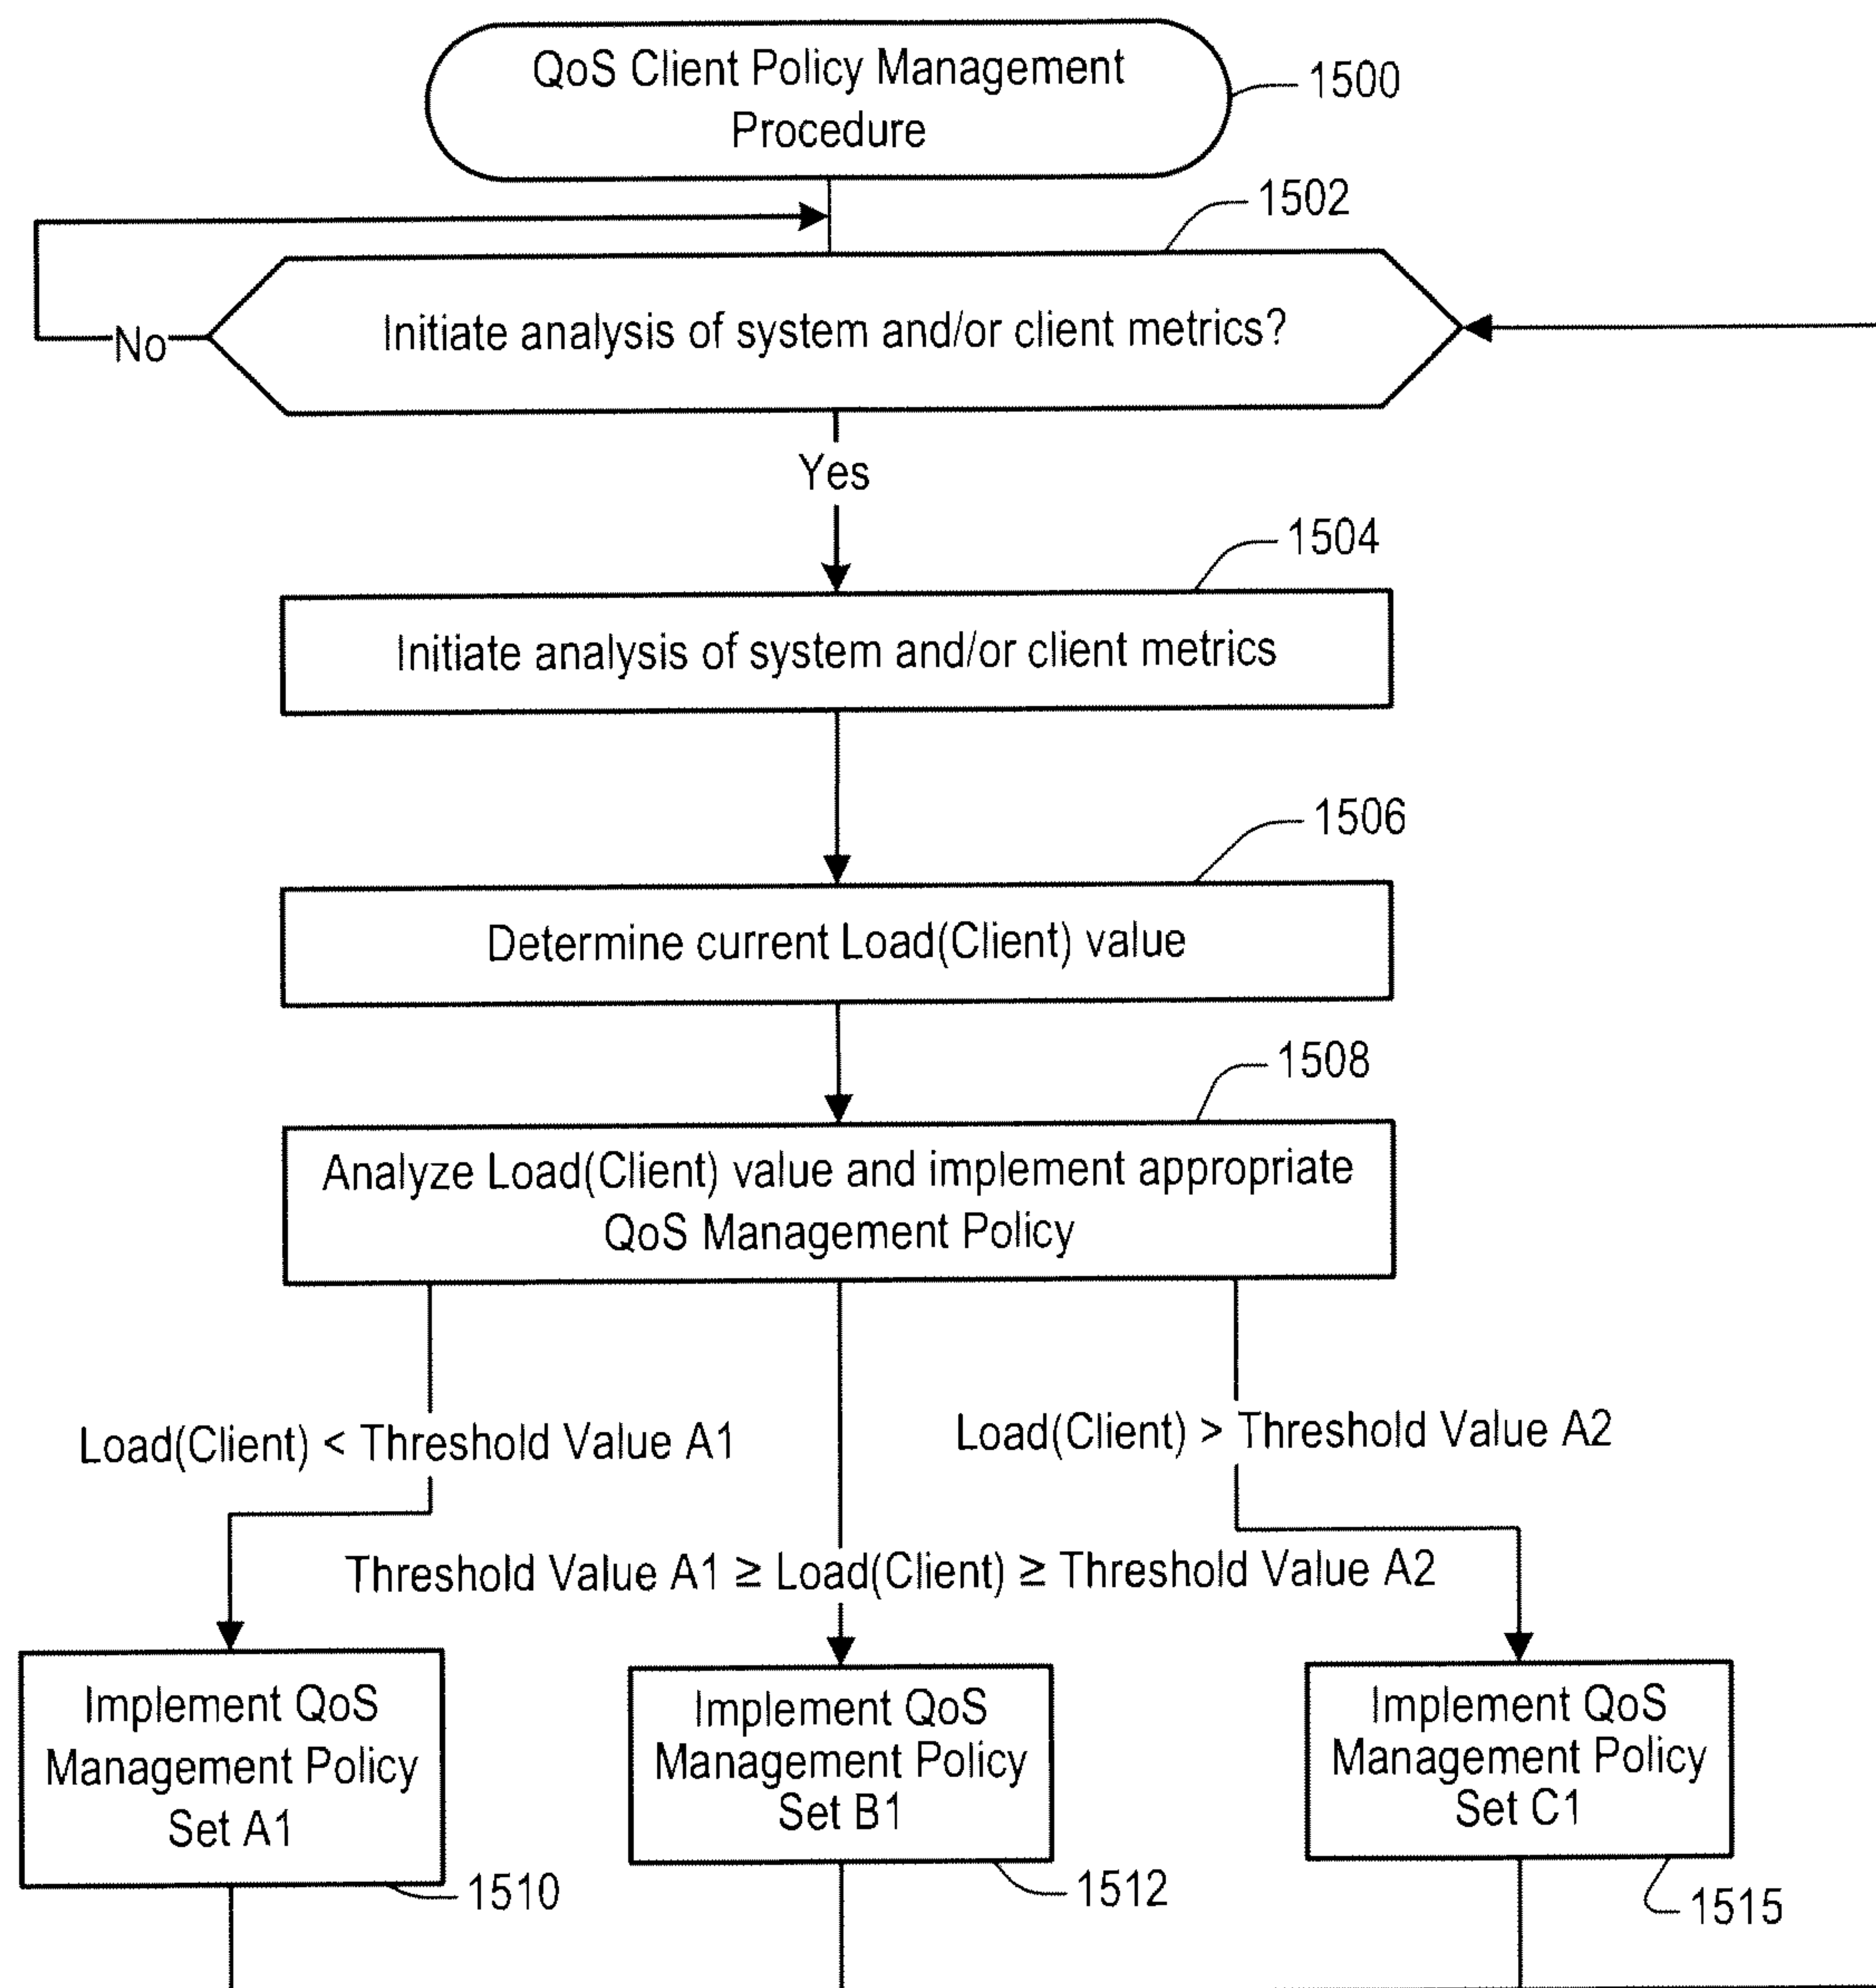 QoS Client Policy Management
Procedure
1500
1502
Initiate analysis of system and/or client metrics?
No
Yes
1504
Initiate analysis of system and/or client metrics
1506
Determine current Load(Client) value
1508
Analyze Load(Client) value and implement appropriate
QoS Management Policy
Load(Client) < Threshold Value A1
Load(Client) > Threshold Value A2
Threshold Value A1 ≥ Load(Client) ≥ Threshold Value A2
Implement QoS
Management Policy
Set A1
1510
Implement QoS
Management Policy
Set B1
1512
Implement QoS
Management Policy
Set C1
1515